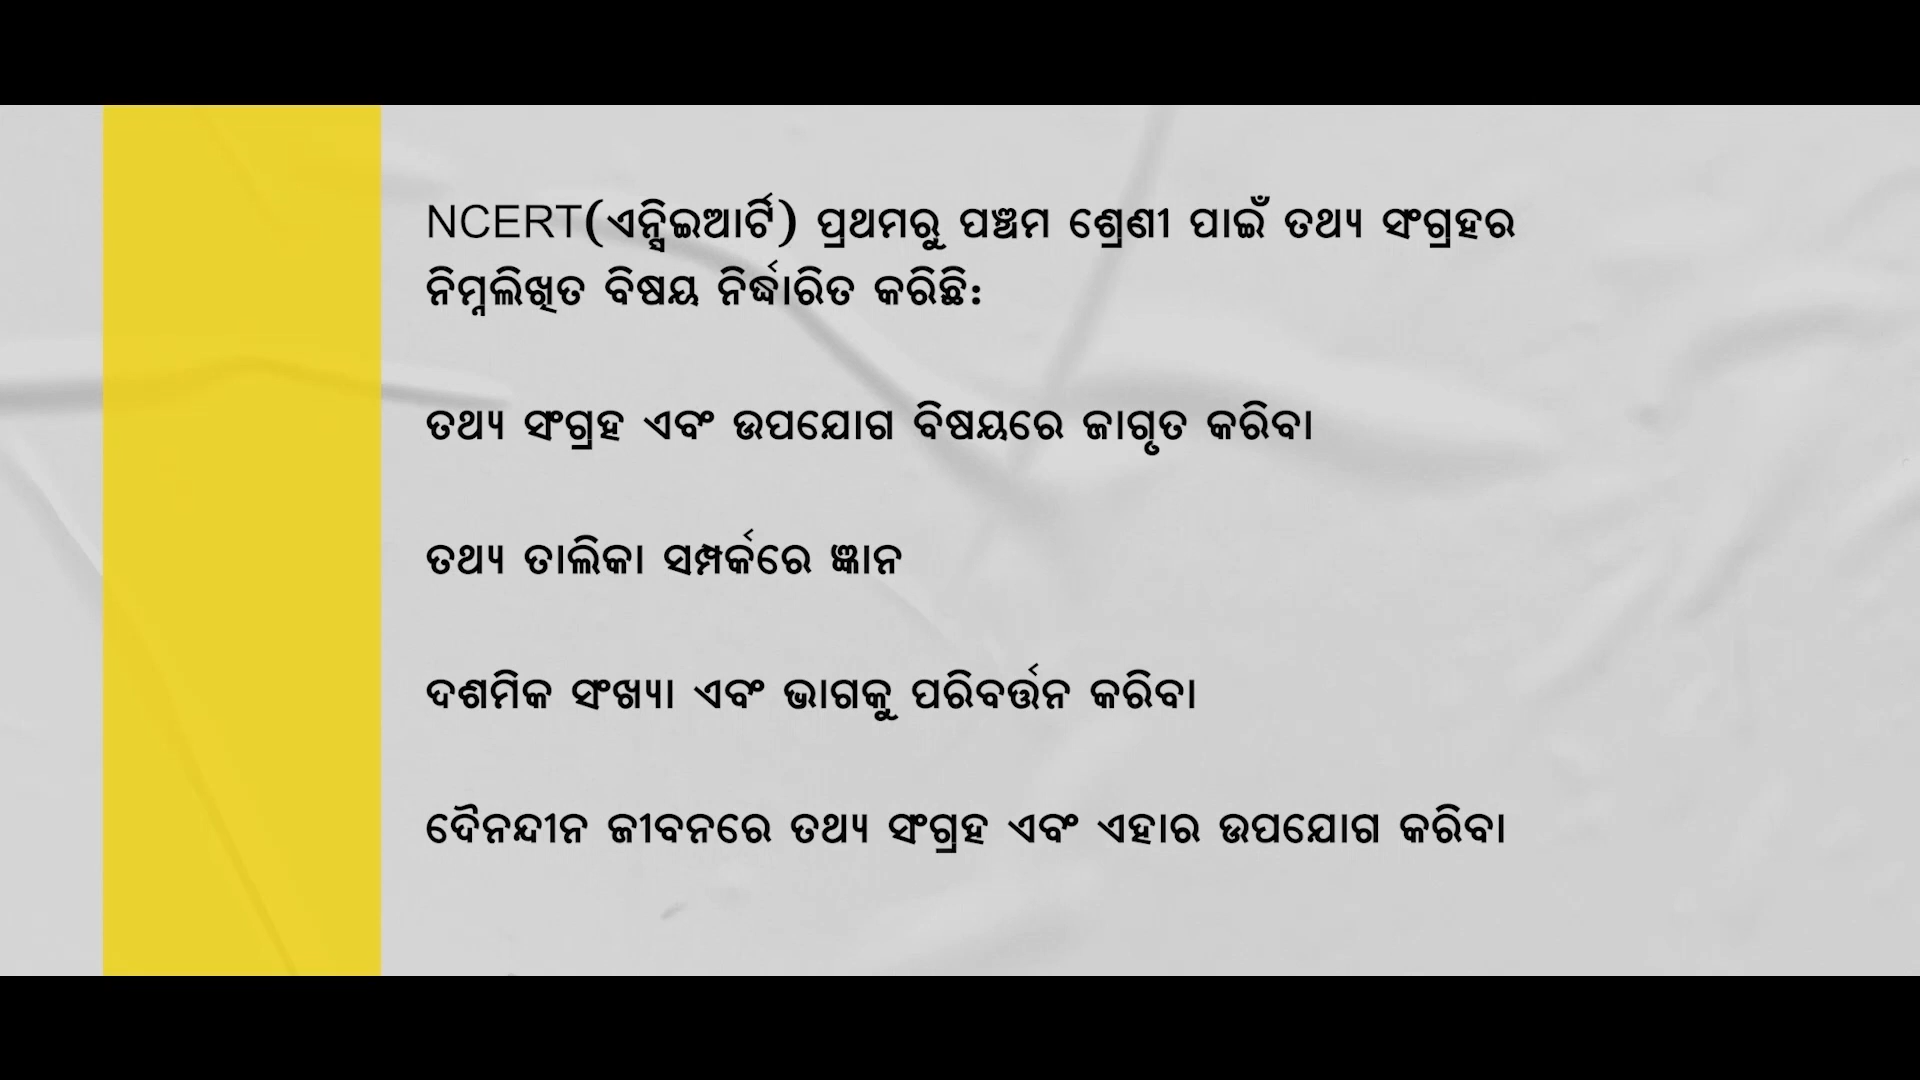 NCERT(ଏନ୍ସିଇଆର୍ଟି) ପ୍ରଥମରୁ ପଞ୍ଚମ ଶ୍ରେଣୀ ପାଇଁ ତଥ୍ୟ ସଂଗ୍ରହର
ନିମ୍ନଲିଖିତ ବିଷୟ ନିର୍ଦ୍ଧାରିତ କରିଛି:
ତଥ୍ୟ ସଂଗ୍ରହ ଏବଂ ଉପଯୋଗ ବିଷୟରେ ଜାଗୃତ କରିବା
ତଥ୍ୟ ତାଲିକା ସମ୍ପର୍କରେ ଜ୍ଞାନ
ଦଶମିକ ସଂଖ୍ୟା ଏବଂ ଭାଗକୁ ପରିବର୍ତ୍ତନ କରିବା
ଦୈନନ୍ଦୀନ ଜୀବନରେ ତଥ୍ୟ ସଂଗ୍ରହ ଏବଂ ଏହାର ଉପଯୋଗ କରିବା